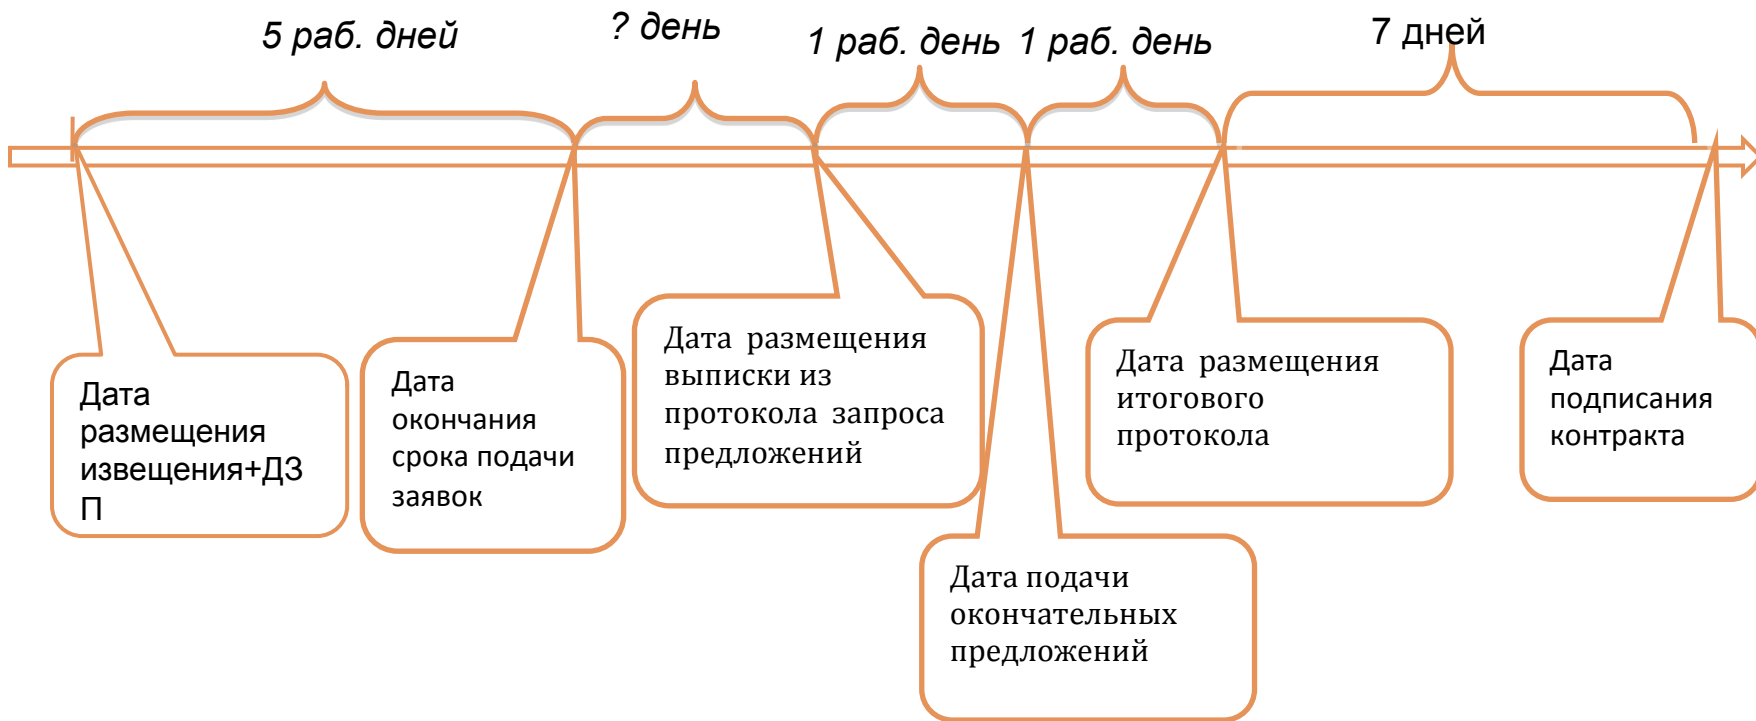 5 раб. дней
? день
1 раб. день
1 раб. день
7 дней
Дата
размещения
извещения+ДЗ
П
Дата
окончания
срока подачи
заявок
Дата размещения
выписки из
протокола запроса
предложений
Дата подачи
окончательных
предложений
Дата размещения
итогового
протокола
Дата
подписания
контракта